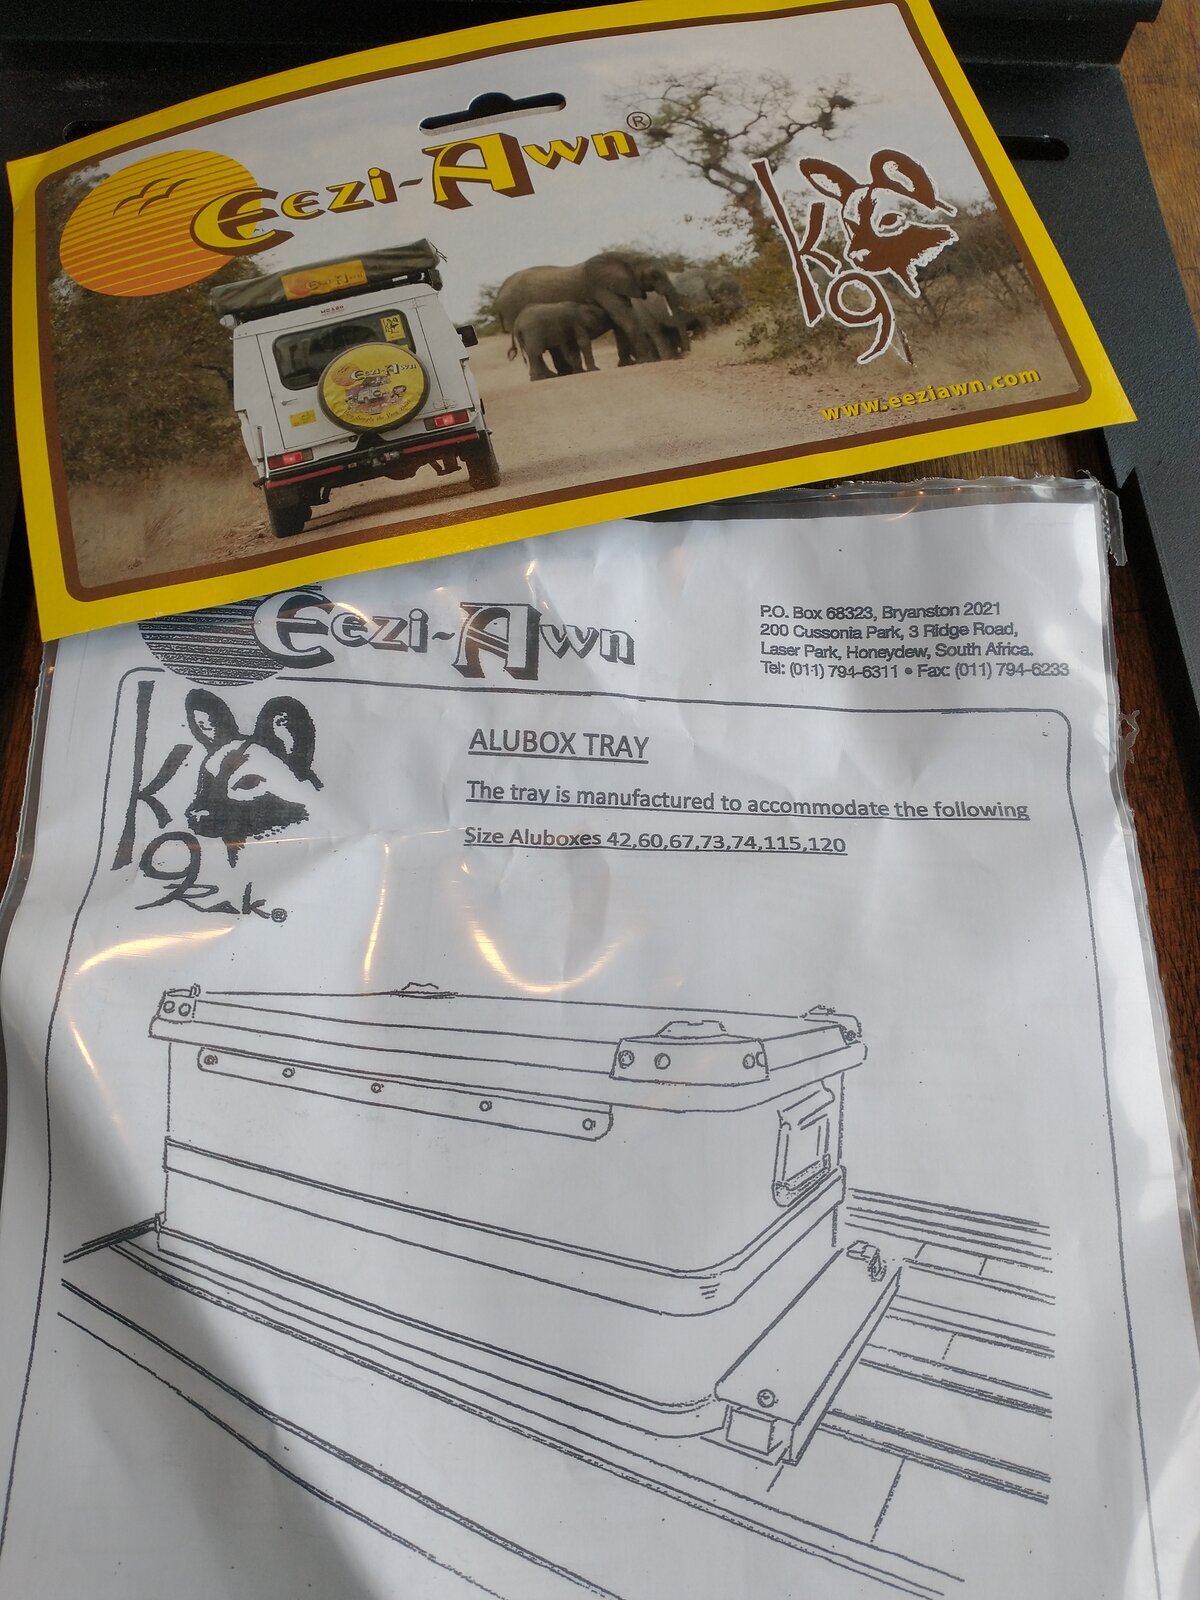 Eezi-Awn®
k9
Eezi-Awn
www.eeziawn.com
Eezi-Awn
P.O. Box 68323, Bryanston 2021
200 Cussonia Park, 3 Ridge Road,
Laser Park, Honeydew, South Africa.
Tel: (011) 794-6311 • Fax: (011) 794-6233
k9
Rak®
ALUBOX TRAY
The tray is manufactured to accommodate the following
Size Aluboxes 42,60,67,73,74,115,120